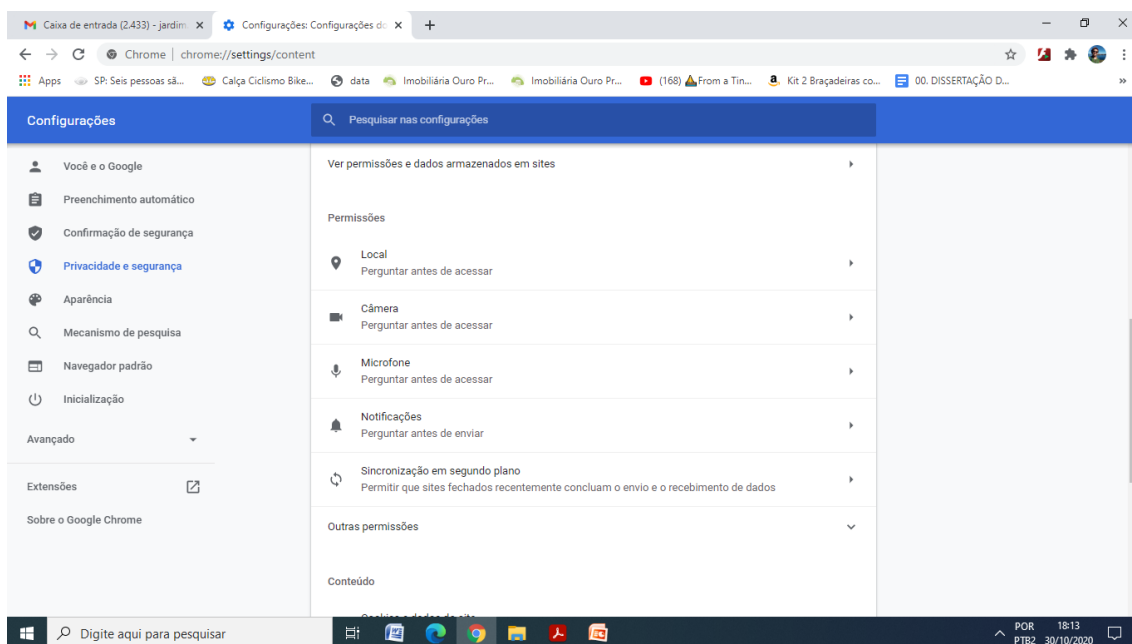 Caixa de entrada (2.433) - jardim
Configurações: Configurações do
Chrome | chrome://settings/content
Apps
SP: Seis pessoas sã...
Calça Ciclismo Bike...
data
Imobiliária Ouro Pr...
Imobiliária Ouro Pr...
(168) From a Tin...
Kit 2 Braçadeiras co...
00. DISSERTAÇÃO D...
»
Configurações
Pesquisar nas configurações
Você e o Google
Preenchimento automático
Confirmação de segurança
Privacidade e segurança
Aparência
Mecanismo de pesquisa
Navegador padrão
Inicialização
Avançado
Extensões
Sobre o Google Chrome
Ver permissões e dados armazenados em sites
Permissões
Local
Perguntar antes de acessar
Câmera
Perguntar antes de acessar
Microfone
Perguntar antes de acessar
Notificações
Perguntar antes de enviar
Sincronização em segundo plano
Permitir que sites fechados recentemente concluam o envio e o recebimento de dados
Outras permissões
Conteúdo
Digite aqui para pesquisar
POR
PTB2
18:13
30/10/2020